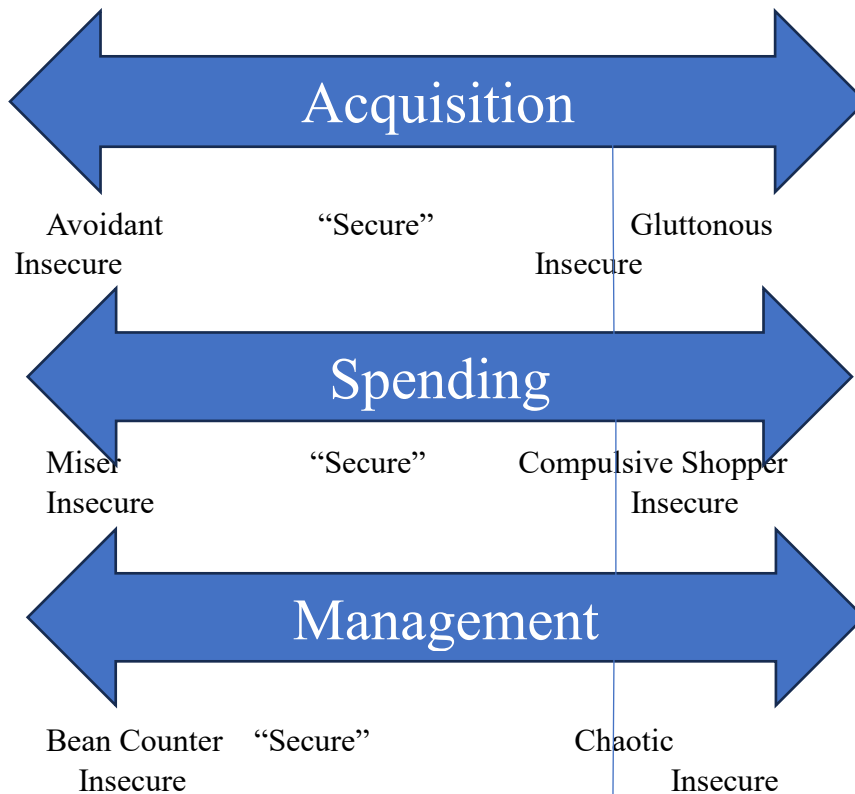 Acquisition
Avoidant “Secure” Gluttonous
Insecure Insecure
Spending
Miser “Secure” Compulsive Shopper
Insecure Insecure
Management
Bean Counter “Secure” Chaotic
Insecure Insecure